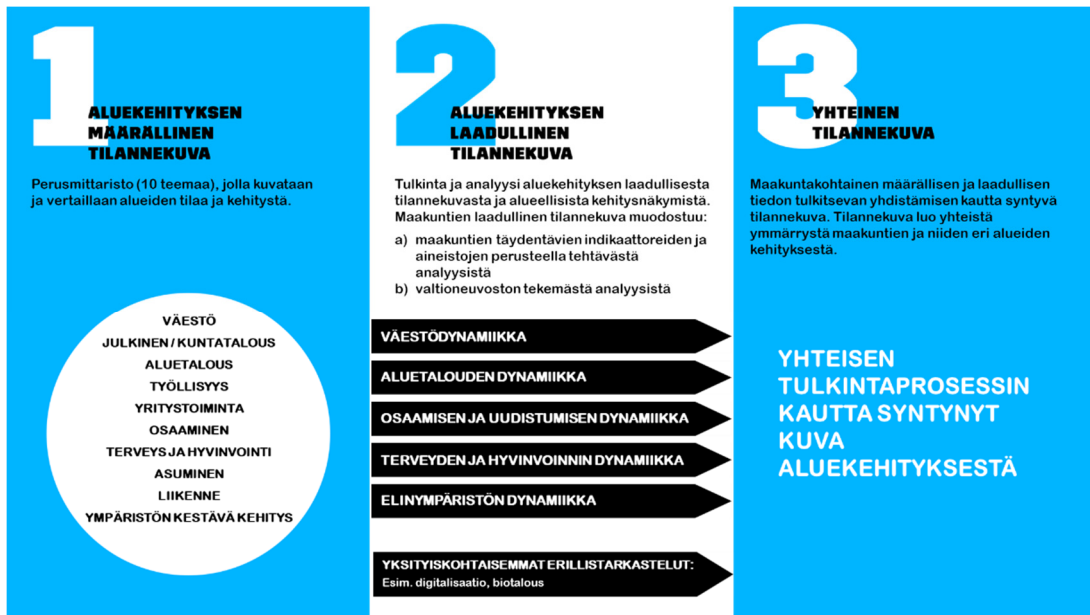 1
ALUEKEHITYKSEN
MÄÄRÄLLINEN
TILANNEKUVA
Perusmittaristo (10 teemaa), jolla kuvataan
ja vertaillaan alueiden tilaa ja kehitystä.
VÄESTÖ
JULKINEN / KUNTATALOUS
ALUETALOUS
TYÖLLISYYS
YRITYSTOIMINTA
OSAAMINEN
TERVEYS JA HYVINVOINTI
ASUMINEN
LIIKENNE
YMPÄRISTÖN KESTÄVÄ KEHITYS
2
ALUEKEHITYKSEN
LAADULLINEN
TILANNEKUVA
Tulkinta ja analyysi aluekehityksen laadullisesta
tilannekuvasta ja alueellisista kehitysnäkymistä.
Maakuntien laadullinen tilannekuva muodostuu:
a) maakuntien täydentävien indikaattoreiden ja
aineistojen perusteella tehtävästä
analyysistä
b) valtioneuvoston tekemästä analyysistä
VÄESTÖDYNAMIIKKA
ALUETALOUDEN DYNAMIIKKA
OSAAMISEN JA UUDISTUMISEN DYNAMIIKKA
TERVEYDEN JA HYVINVOINNIN DYNAMIIKKA
ELINYMPÄRISTÖN DYNAMIIKKA
YKSITYISKOHTAISEMMAT ERILLISTARKASTELUT:
Esim. digitalisaatio, biotalous
3
YHTEINEN
TILANNEKUVA
Maakuntakohtainen määrällisen ja laadullisen
tiedon tulkitsevan yhdistämisen kautta syntyvä
tilannekuva. Tilannekuva luo yhteistä
ymmärrystä maakuntien ja niiden eri alueiden
kehityksestä.
YHTEISEN
TULKINTAPROSESSIN
KAUTTA SYNTYNYT
KUVA
ALUEKEHITYKSESTÄ